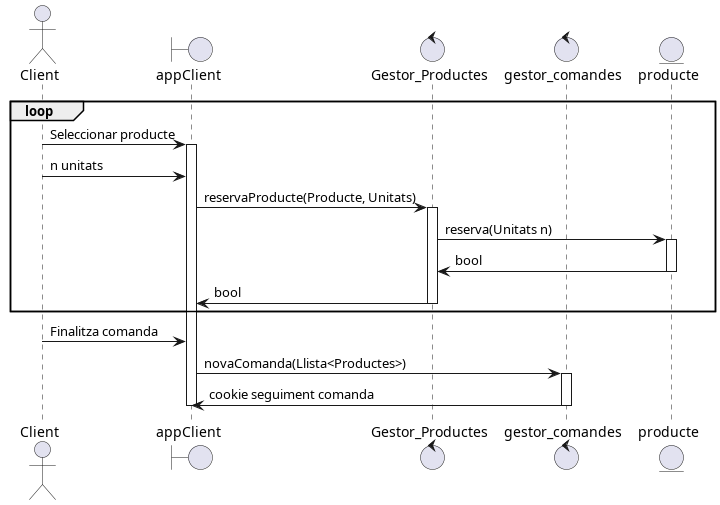 Client
appClient
Gestor_Productes
gestor_comandes
producte
loop
Seleccionar producte
n unitats
reservaProducte(Producte, Unitats)
reserva(Unitats n)
bool
bool
Finalitza comanda
novaComanda(Llista<Productes>)
cookie seguiment comanda
Client
appClient
Gestor_Productes
gestor_comandes
producte